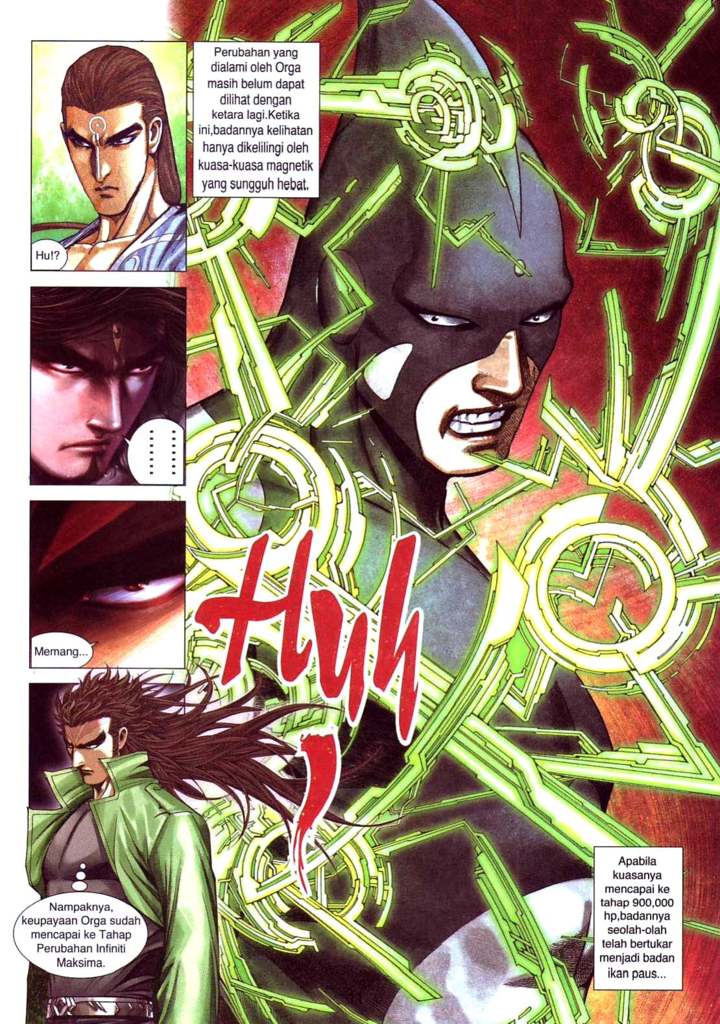 Perubahan yang
dialami oleh Orga
masih belum dapat
dilihat dengan
ketara lagi.Ketika
ini,badannya kelihatan
hanya dikelilingi oleh
kuasa-kuasa magnetik
yang sungguh hebat.
Hu!?
Memang...
Huh
Nampaknya,
keupayaan Orga sudah
mencapai ke Tahap
Perubahan Infiniti
Maksima.
Apabila
kuasanya
mencapai ke
tahap 900,000
hp,badannya
seolah-olah
telah bertukar
menjadi badan
ikan paus...